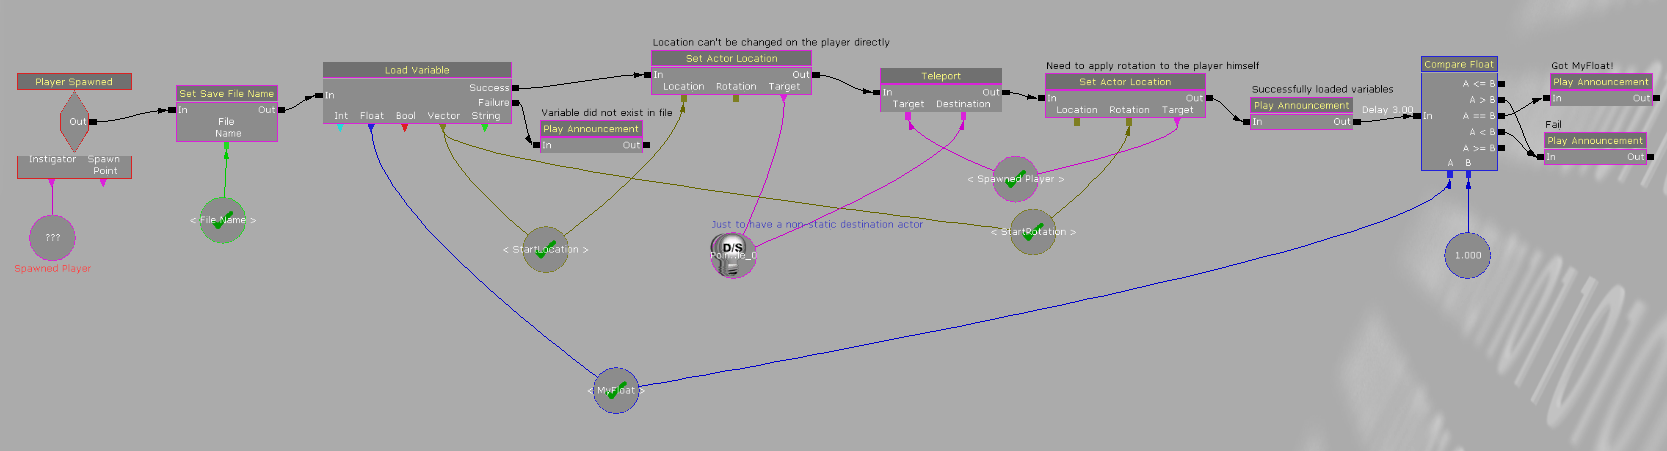 Player Spawned
Out
Instigator Spawn
Point
???
Spawned Player
Set Save File Name
In Out
File
Name
< File Name >
Load Variable
In
Success
Failure
Int Float Bool Vector String
Variable did not exist in file
Play Announcement
In Out
Location can't be changed on the player directly
Set Actor Location
In Out
Location Rotation Target
< StartLocation >
Just to have a non-static destination actor
D/S
< MyFloat >
Teleport
In Out
Target Destination
< Spawned Player >
Need to apply rotation to the player himself
Set Actor Location
In Out
Location Rotation Target
< StartRotation >
Successfully loaded variables
Play Announcement
In Out
Delay 3.00
Compare Float
A <= B
A > B
In A == B
A < B
A >= B
A B
1.000
Got MyFloat!
Play Announcement
In Out
Fail
Play Announcement
In Out